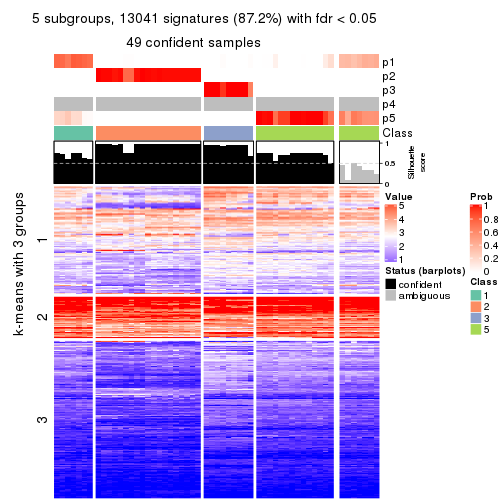 5 subgroups, 13041 signatures (87.2%) with fdr < 0.05
49 confident samples
p1
p2
p3
p4
p5
Class
1
0.5
0
Silhouette
score
k-means with 3 groups
1
2
3
Value
5
4
3
2
1
Status (barplots)
confident
ambiguous
Prob
1
0.8
0.6
0.4
0.2
0
Class
1
2
3
5